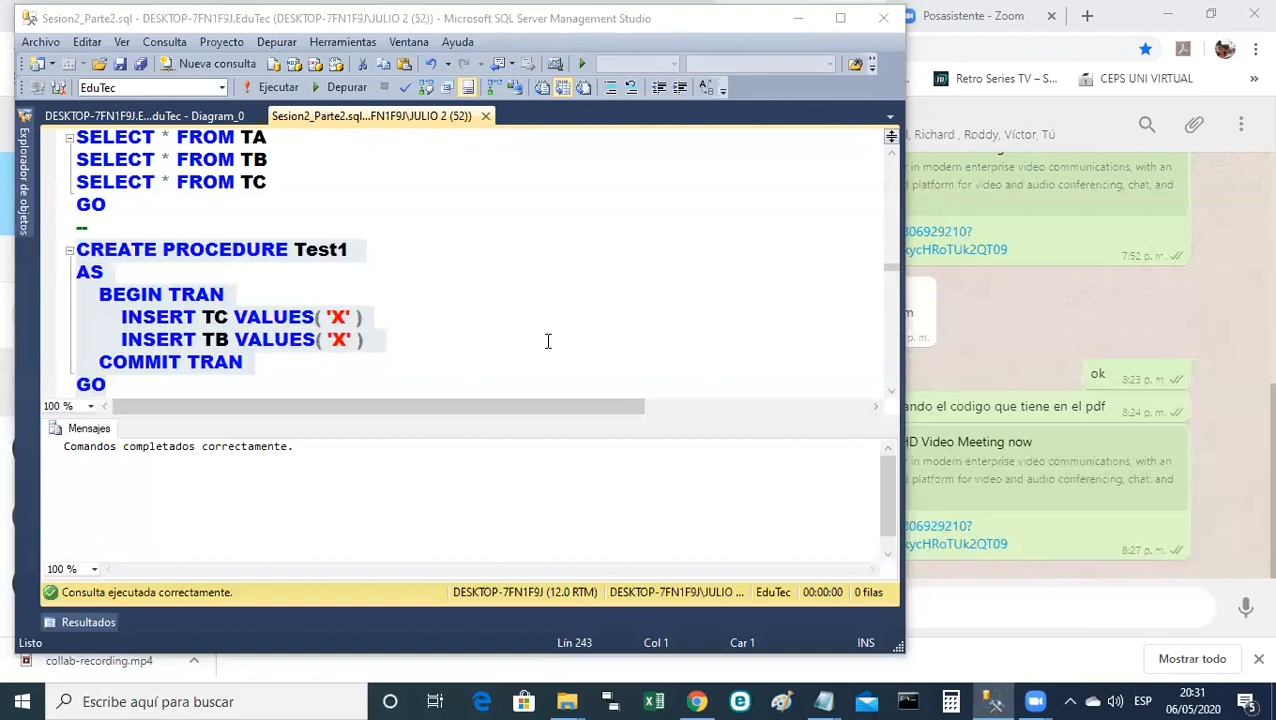 Sesion2_Parte2.sql - DESKTOP-7FN1F9J.EduTec (DESKTOP-7FN1F9J\JULIO 2 (52)) - Microsoft SQL Server Management Studio
Posasistente - Zoom
Archivo Editar Ver Consulta Proyecto Depurar Herramientas Ventana Ayuda
Nueva consulta
Retro Series TV – S...
CEPS UNI VIRTUAL
EduTec
Ejecutar
Depurar
DESKTOP-7FN1F9J.E...duTec - Diagram_0
Sesion2_Parte2.sql...FN1F9J\JULIO 2 (52))
Explorador de objetos
SELECT * FROM TA
SELECT * FROM TB
SELECT * FROM TC
GO
--
CREATE PROCEDURE Test1
AS
BEGIN TRAN
INSERT TC VALUES( 'X' )
INSERT TB VALUES( 'X' )
COMMIT TRAN
GO
100 %
Mensajes
Comandos completados correctamente.
100 %
Consulta ejecutada correctamente.
DESKTOP-7FN1F9J (12.0 RTM)
DESKTOP-7FN1F9J\JULIO ...
EduTec
00:00:00
0 filas
Resultados
Listo
Lín 243
Col 1
Car 1
INS
, Richard , Roddy, Víctor, Tú
in modern enterprise video communications, with an
d platform for video and audio conferencing, chat, and
806929210?
kycHRoTUk2QT09
7:52 p. m.
m
p. m.
ok
8:23 p. m.
ando el codigo que tiene en el pdf
8:24 p. m.
HD Video Meeting now
r in modern enterprise video communications, with an
d platform for video and audio conferencing, chat, and
806929210?
kycHRoTUk2QT09
8:27 p. m.
collab-recording.mp4
Mostrar todo
Escribe aquí para buscar
ESP
20:31
06/05/2020
5